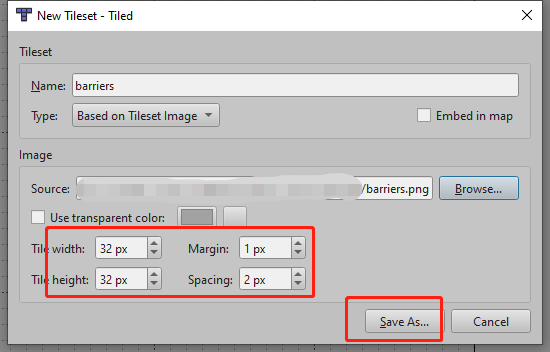 New Tileset - Tiled
Tileset
Name: barriers
Type: Based on Tileset Image Embed in map
Image
Source: /barriers.png Browse...
Use transparent color:
Tile width: 32 px Margin: 1 px
Tile height: 32 px Spacing: 2 px
Save As... Cancel